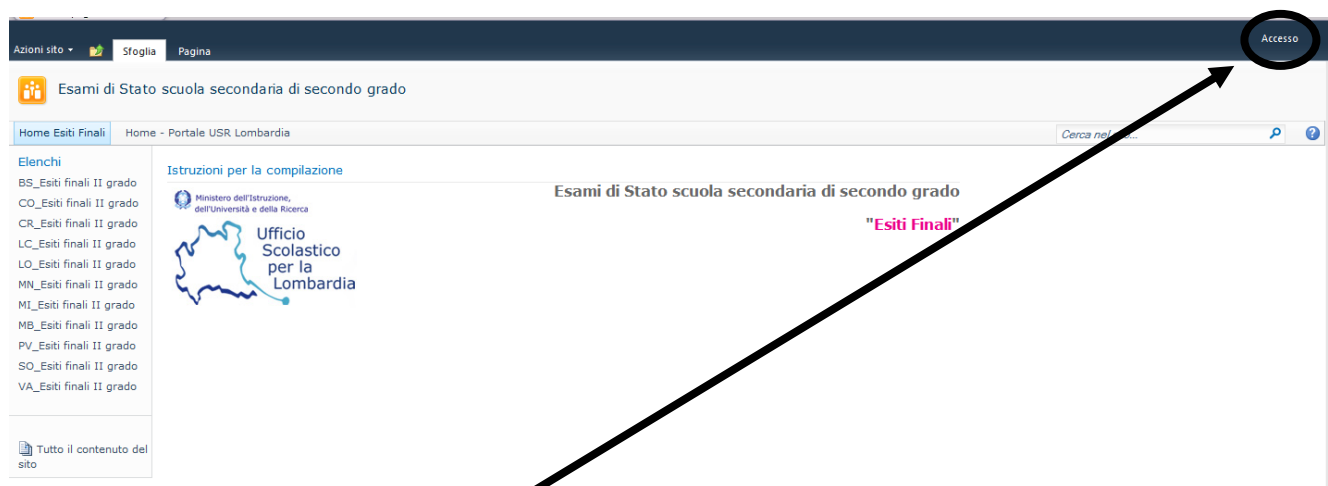 Accesso
Azioni sito
Sfoglia
Pagina
Esami di Stato scuola secondaria di secondo grado
Home Esiti Finali
Home - Portale USR Lombardia
Cerca nel
Elenchi
BS_Esiti finali II grado
CO_Esiti finali II grado
CR_Esiti finali II grado
LC_Esiti finali II grado
LO_Esiti finali II grado
MN_Esiti finali II grado
MI_Esiti finali II grado
MB_Esiti finali II grado
PV_Esiti finali II grado
SO_Esiti finali II grado
VA_Esiti finali II grado
Tutto il contenuto del
sito
Istruzioni per la compilazione
Ministero dell'Istruzione,
dell'Università e della Ricerca
Ufficio
Scolastico
per la
Lombardia
Esami di Stato scuola secondaria di secondo grado
"Esiti Finali"